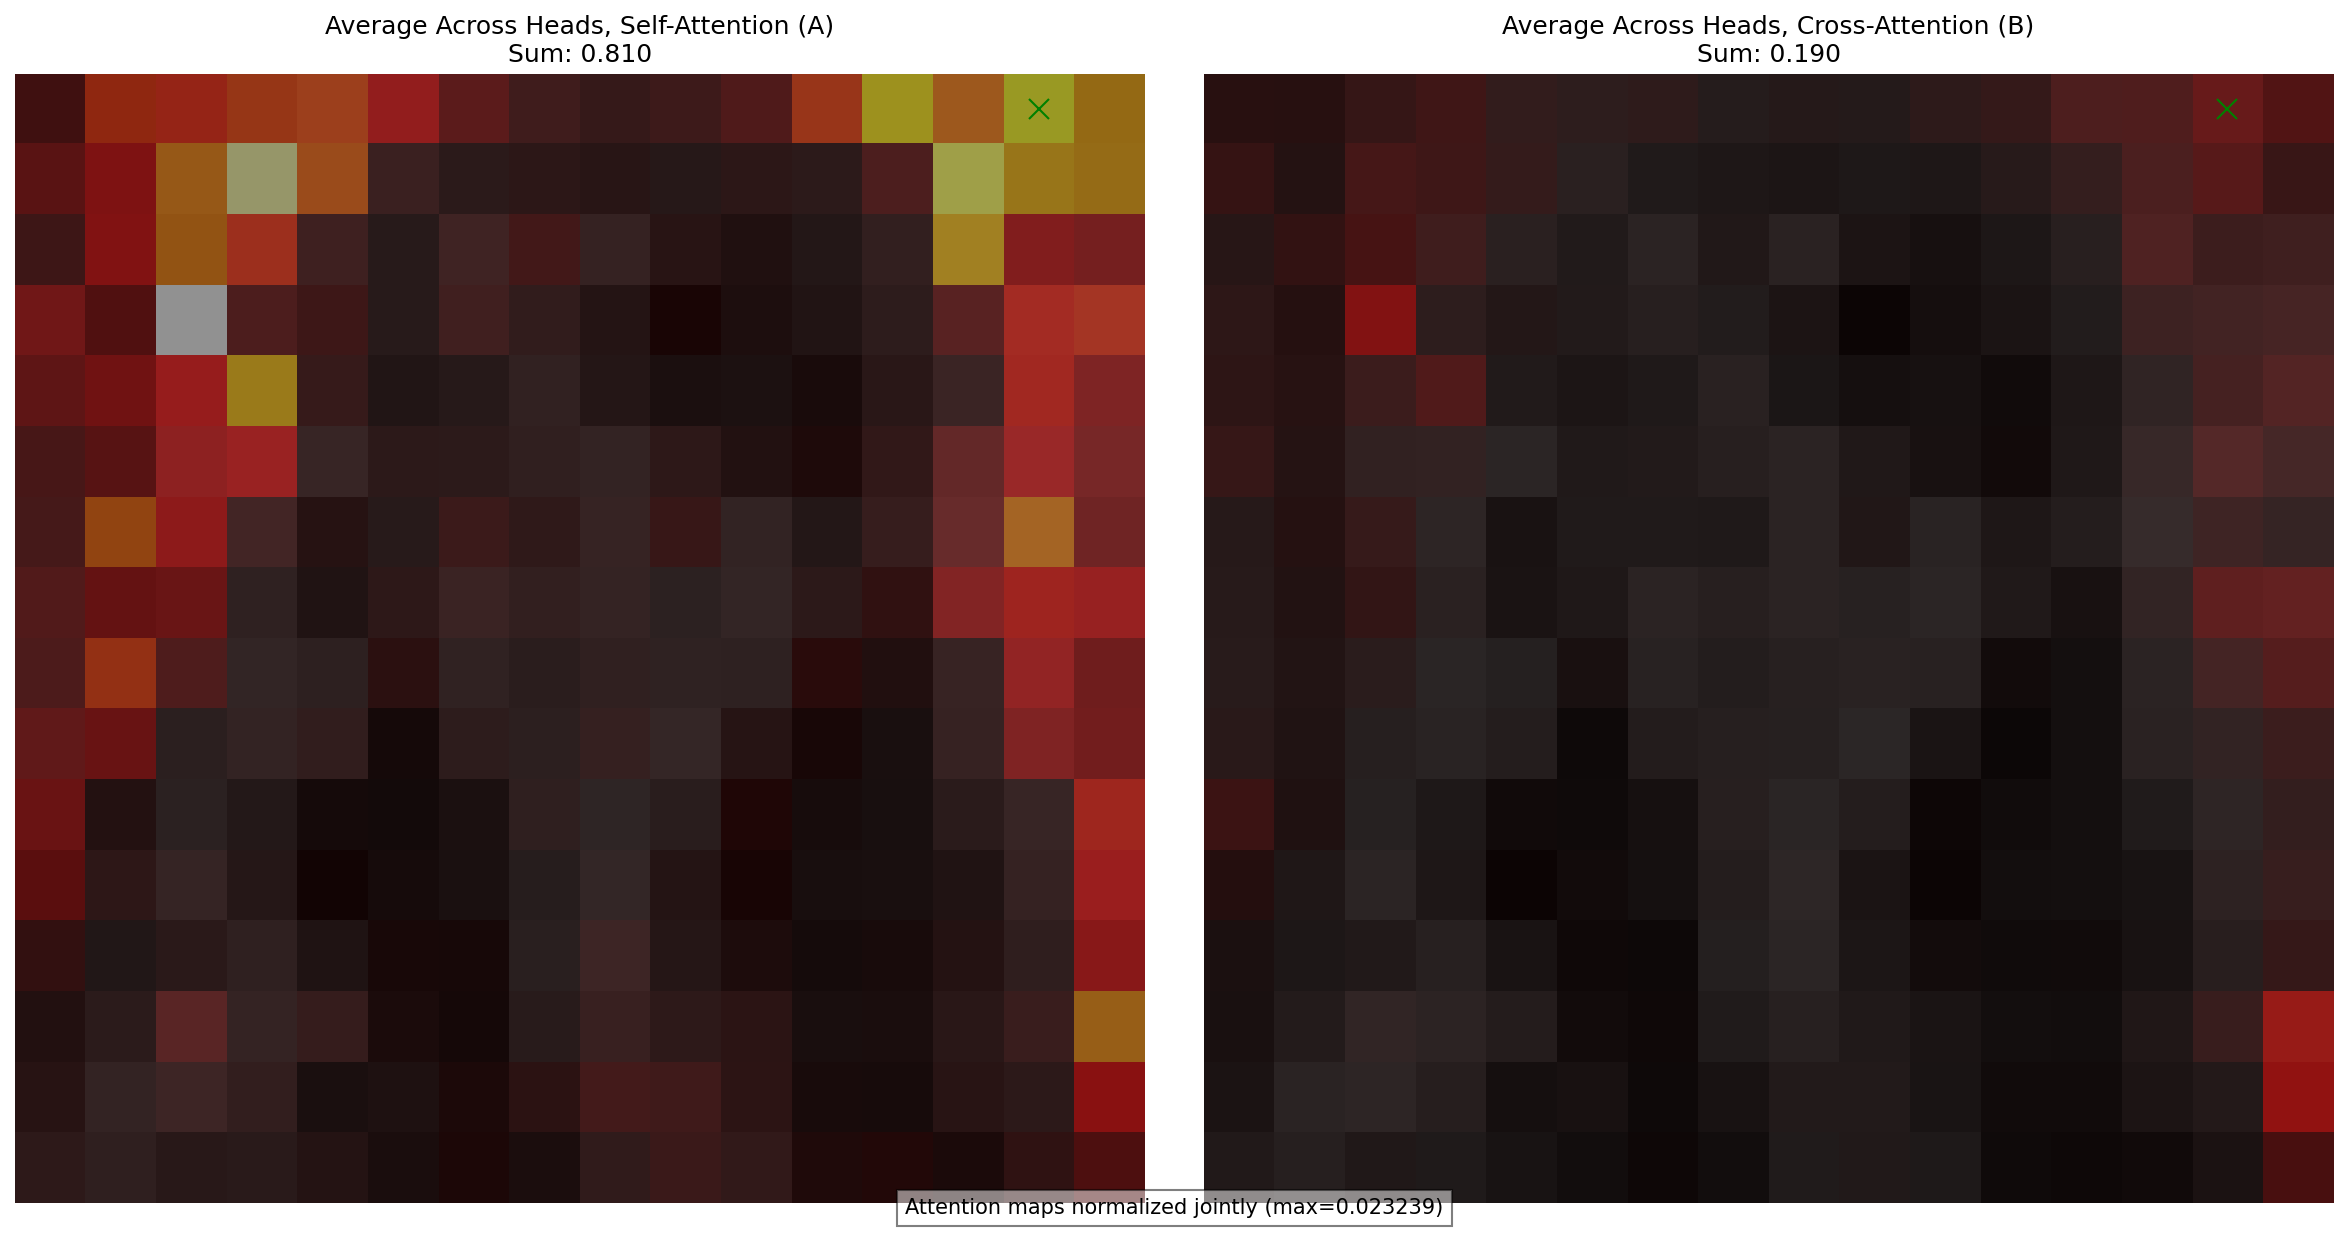 Average Across Heads, Self-Attention (A)
Sum: 0.810
Average Across Heads, Cross-Attention (B)
Sum: 0.190
Attention maps normalized jointly (max=0.023239)